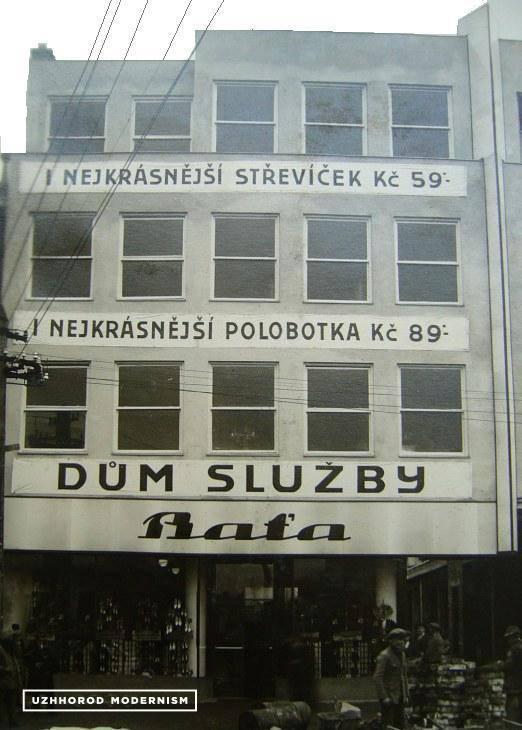 I NEJKRÁSNĚJŠÍ STŘEVÍČEK KČ 59·-
I NEJKRÁSNĚJŠÍ POLOBOTKA KČ 89·-
DŮM SLUŽBY
Baťa
UZHHOROD MODERNISM